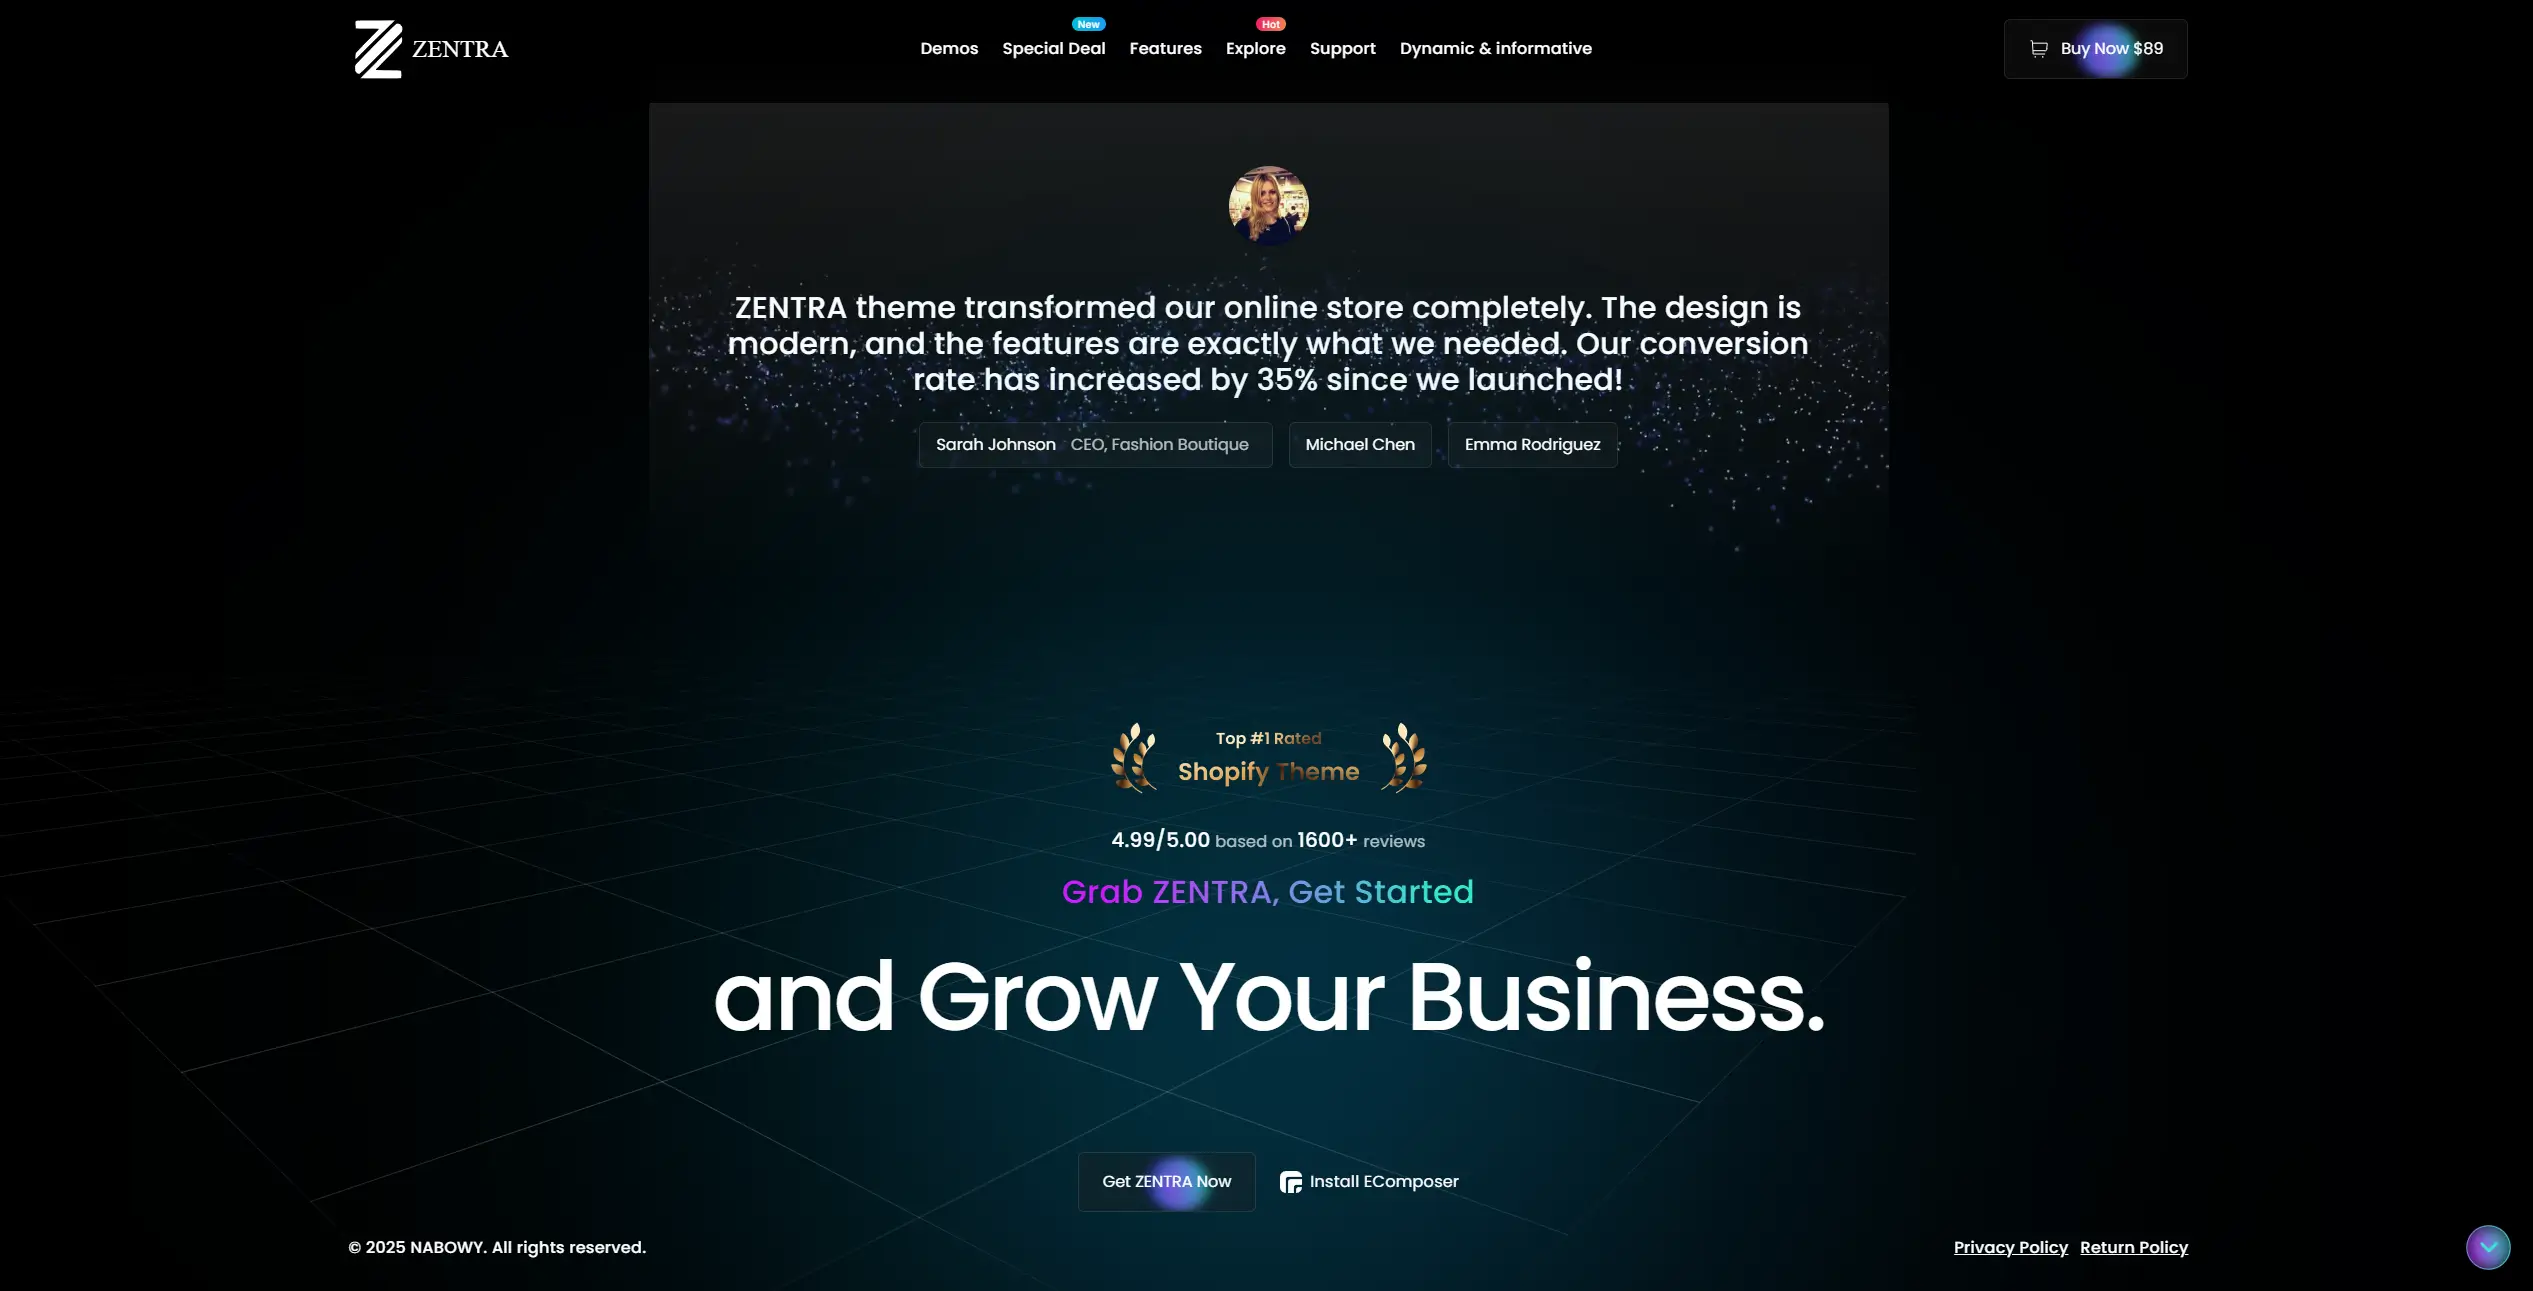 ZENTRA
Demos
New
Special Deal
Features
Hot
Explore
Support
Dynamic & informative
Buy Now $89
ZENTRA theme transformed our online store completely. The design is
modern, and the features are exactly what we needed. Our conversion
rate has increased by 35% since we launched!
Sarah Johnson CEO, Fashion Boutique
Michael Chen
Emma Rodriguez
Top #1 Rated
Shopify Theme
4.99/5.00 based on 1600+ reviews
Grab ZENTRA, Get Started
and Grow Your Business.
Get ZENTRA Now
Install EComposer
© 2025 NABOWY. All rights reserved.
Privacy Policy
Return Policy